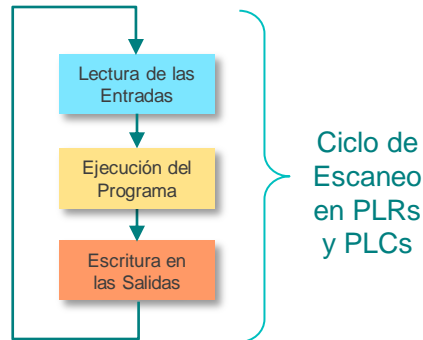 Lectura de las
Entradas
Ejecución del
Programa
Escritura en
las Salidas
Ciclo de
Escaneo
en PLRs
y PLCs